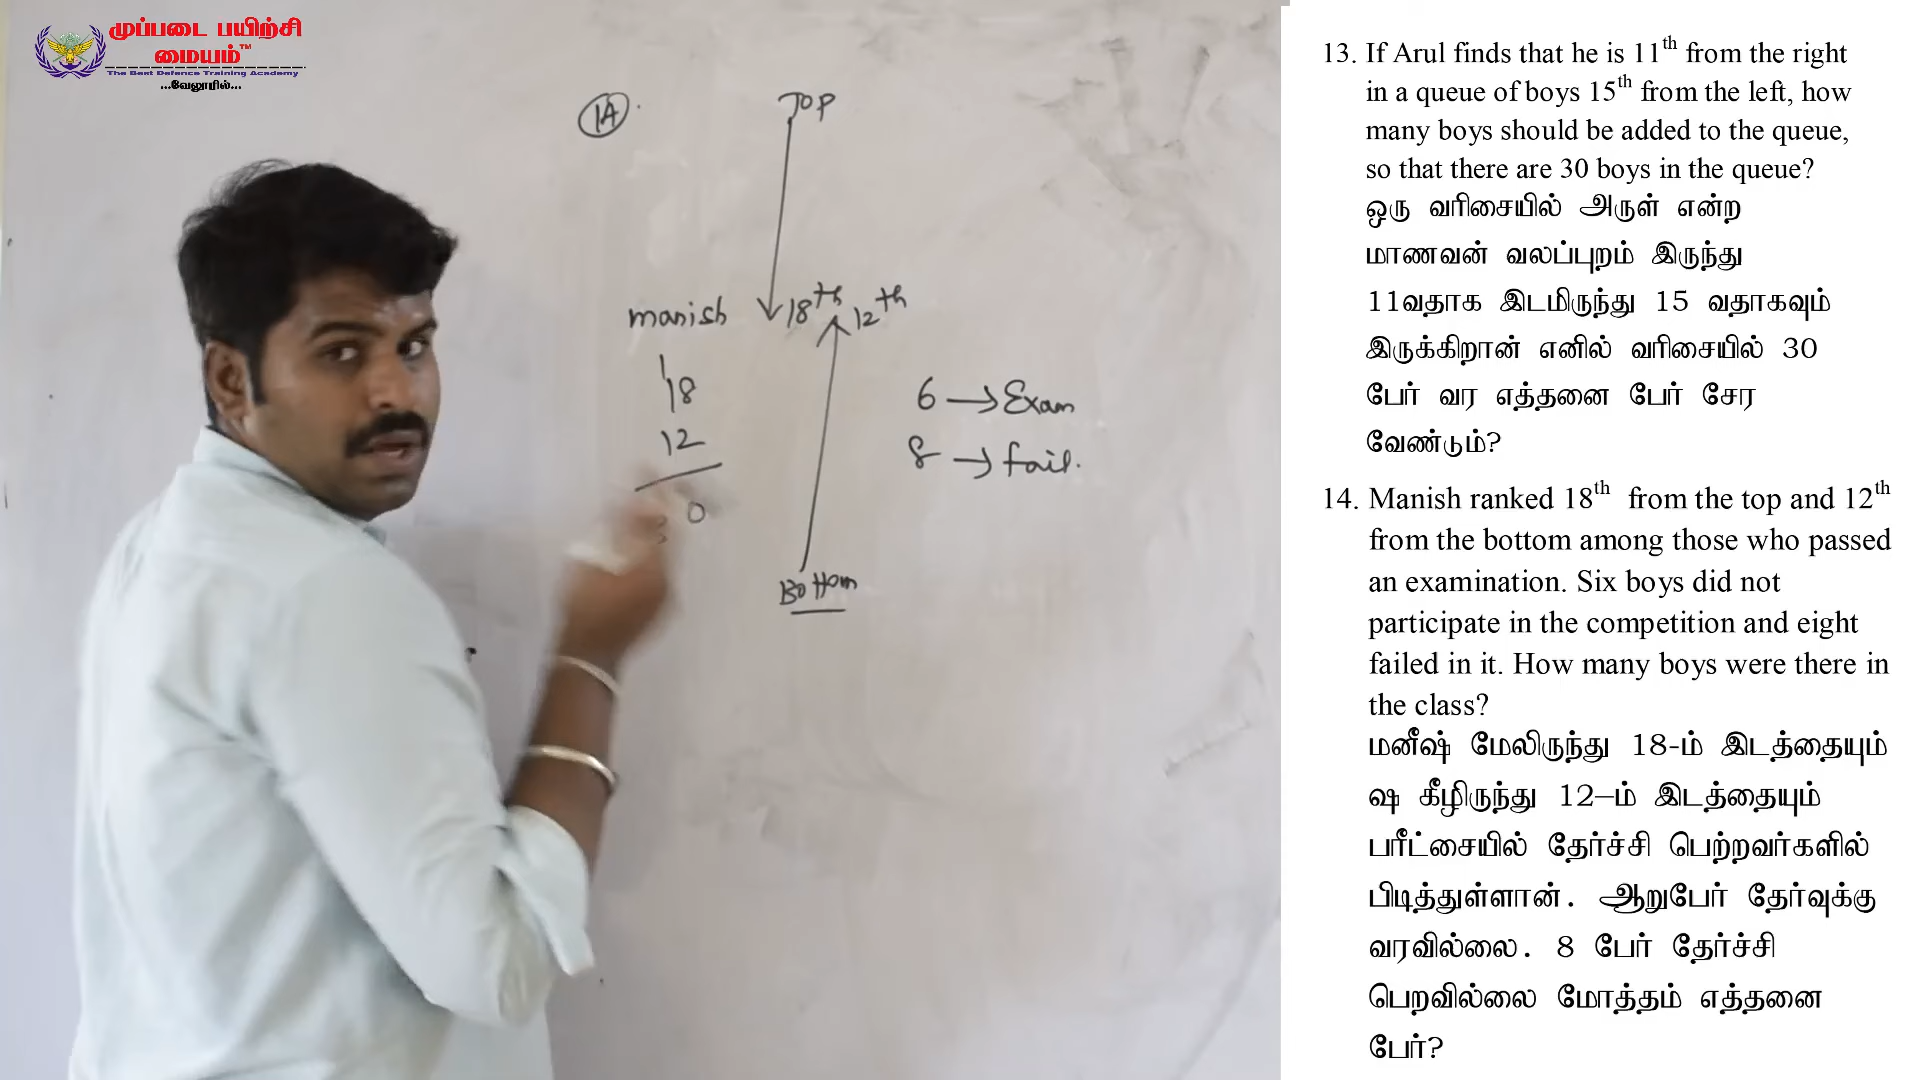 முப்படை பயிற்சி
மையம்™
The Best Defence Training Academy
...வேலூரில்...
14
TOP
manish 18th 12th
18
12
30
6 → Exam
8 → fail.
Bottom
13. If Arul finds that he is 11th from the right
in a queue of boys 15th from the left, how
many boys should be added to the queue,
so that there are 30 boys in the queue?
ஒரு வரிசையில் அருள் என்ற
மாணவன் வலப்புறம் இருந்து
11வதாக இடமிருந்து 15 வதாகவும்
இருக்கிறான் எனில் வரிசையில் 30
பேர் வர எத்தனை பேர் சேர
வேண்டும்?
14. Manish ranked 18th from the top and 12th
from the bottom among those who passed
an examination. Six boys did not
participate in the competition and eight
failed in it. How many boys were there in
the class?
மனீஷ் மேலிருந்து 18-ம் இடத்தையும்
ஷ கீழிருந்து 12–ம் இடத்தையும்
பரீட்சையில் தேர்ச்சி பெற்றவர்களில்
பிடித்துள்ளான். ஆறுபேர் தேர்வுக்கு
வரவில்லை. 8 பேர் தேர்ச்சி
பெறவில்லை மோத்தம் எத்தனை
பேர்?